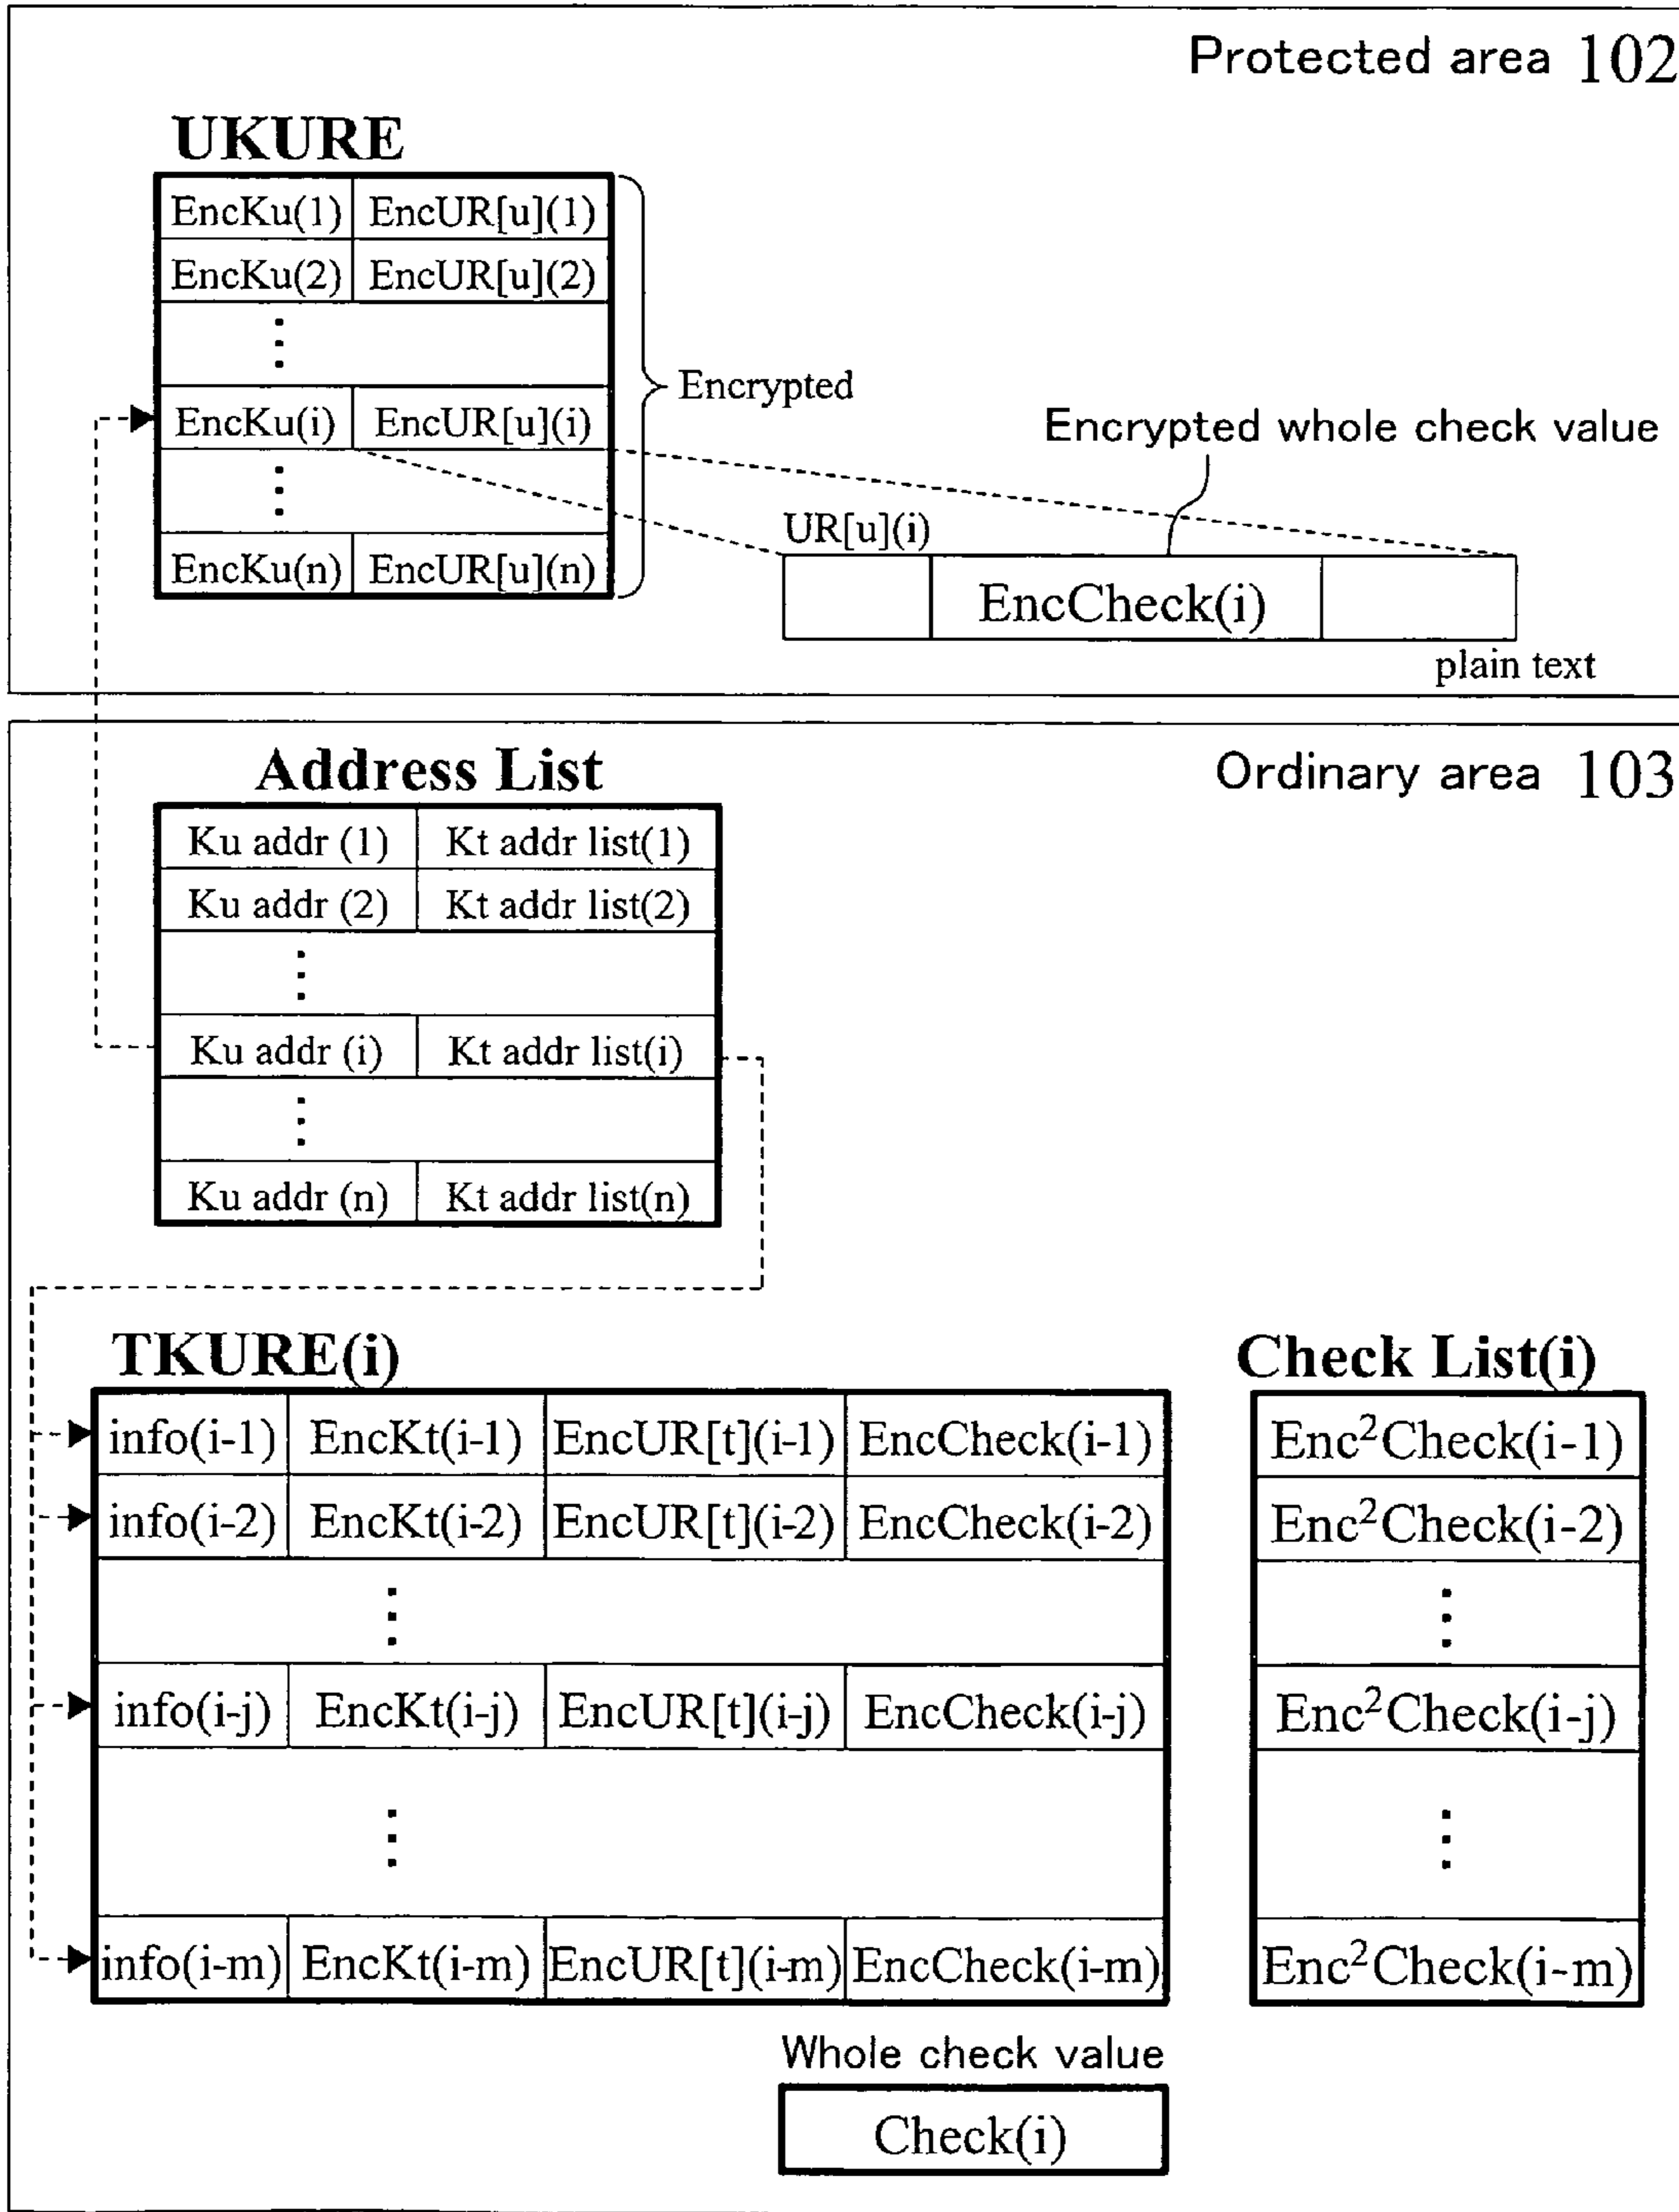 Protected area 102
UKURE
EncKu(1) EncUR[u](1)
EncKu(2) EncUR[u](2)
⋮
EncKu(i) EncUR[u](i)
⋮
EncKu(n) EncUR[u](n)
Encrypted
Encrypted whole check value
UR[u](i)
EncCheck(i)
plain text
Ordinary area 103
Address List
Ku addr (1) Kt addr list(1)
Ku addr (2) Kt addr list(2)
⋮
Ku addr (i) Kt addr list(i)
⋮
Ku addr (n) Kt addr list(n)
TKURE(i)
info(i-1) EncKt(i-1) EncUR[t](i-1) EncCheck(i-1)
info(i-2) EncKt(i-2) EncUR[t](i-2) EncCheck(i-2)
⋮
info(i-j) EncKt(i-j) EncUR[t](i-j) EncCheck(i-j)
⋮
info(i-m) EncKt(i-m) EncUR[t](i-m) EncCheck(i-m)
Check List(i)
Enc²Check(i-1)
Enc²Check(i-2)
⋮
Enc²Check(i-j)
⋮
Enc²Check(i-m)
Whole check value
Check(i)